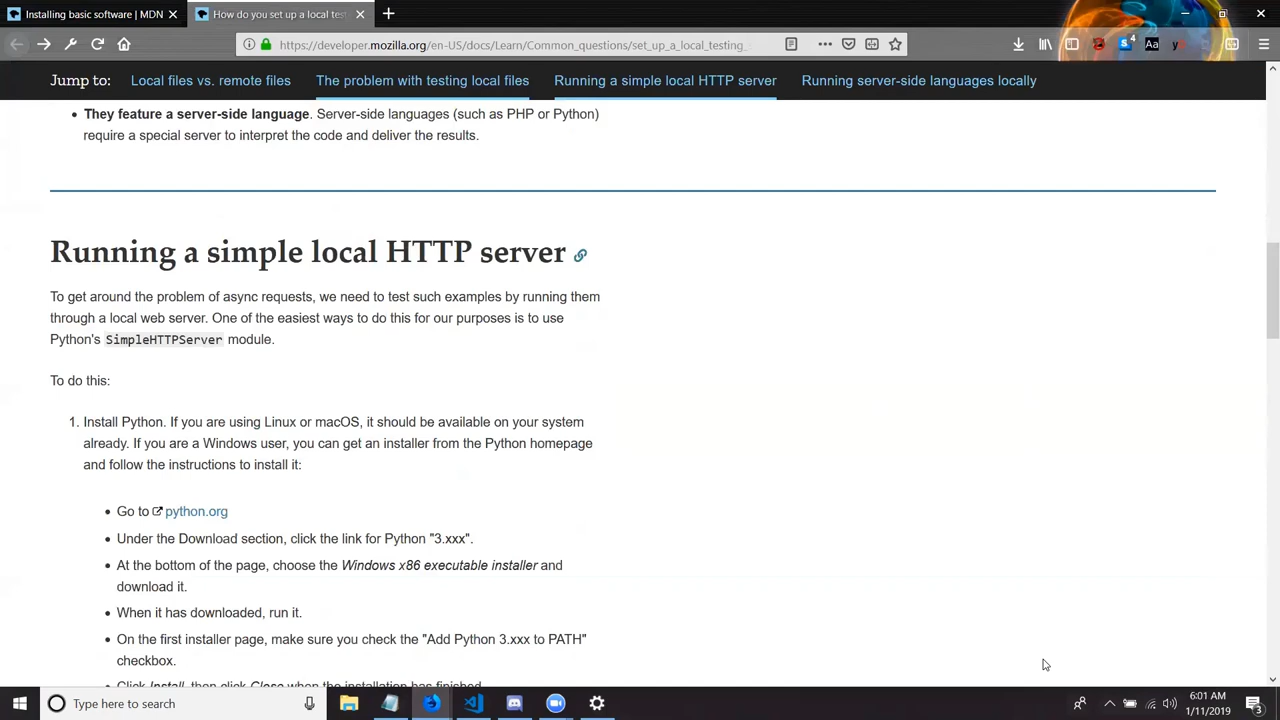 Installing basic software | MDN
How do you set up a local test
https://developer.mozilla.org/en-US/docs/Learn/Common_questions/set_up_a_local_testing_
Jump to: Local files vs. remote files The problem with testing local files Running a simple local HTTP server Running server-side languages locally
They feature a server-side language. Server-side languages (such as PHP or Python)
require a special server to interpret the code and deliver the results.
Running a simple local HTTP server
To get around the problem of async requests, we need to test such examples by running them
through a local web server. One of the easiest ways to do this for our purposes is to use
Python's SimpleHTTPServer module.
To do this:
1. Install Python. If you are using Linux or macOS, it should be available on your system
already. If you are a Windows user, you can get an installer from the Python homepage
and follow the instructions to install it:
Go to python.org
Under the Download section, click the link for Python "3.xxx".
At the bottom of the page, choose the Windows x86 executable installer and
download it.
When it has downloaded, run it.
On the first installer page, make sure you check the "Add Python 3.xxx to PATH"
checkbox.
Click Install, then click Close when the installation has finished.
Type here to search
6:01 AM
1/11/2019
3